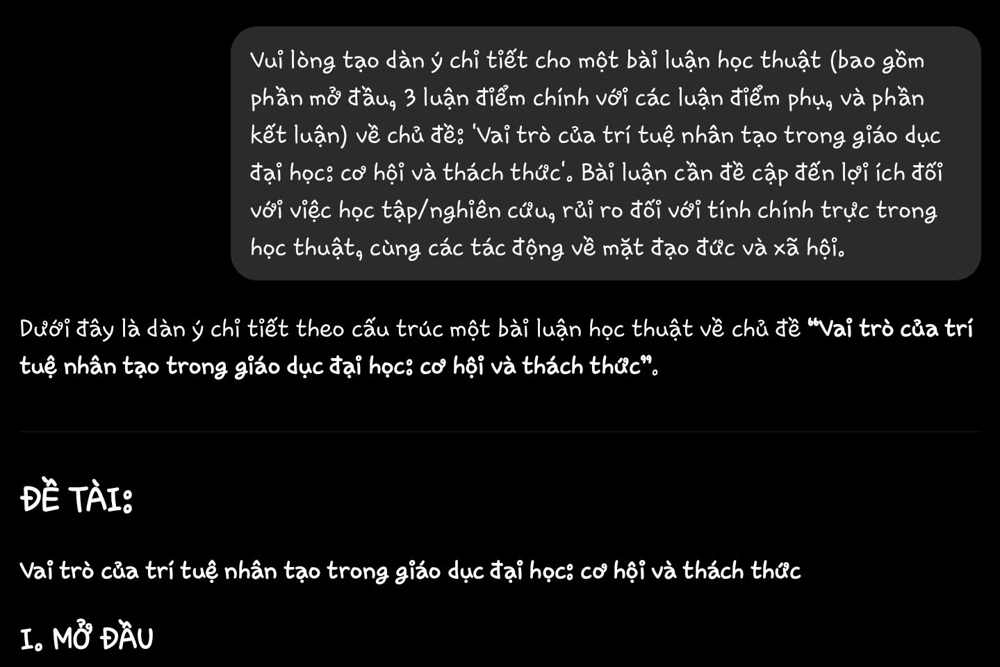 Vui lòng tạo dàn ý chi tiết cho một bài luận học thuật (bao gồm
phần mở đầu, 3 luận điểm chính với các luận điểm phụ, và phần
kết luận) về chủ đề: 'Vai trò của trí tuệ nhân tạo trong giáo dục
đại học: cơ hội và thách thức‘. Bài luận cần đề cập đến lợi ích đối
với việc học tập/nghiên cứu, rủi ro đối với tính chính trực trong
học thuật, cùng các tác động về mặt đạo đức và xã hội.
Dưới đây là dàn ý chi tiết theo cấu trúc một bài luận học thuật về chủ đề “Vai trò của trí
tuệ nhân tạo trong giáo dục đại học: cơ hội và thách thức”.
ĐỀ TÀI:
Vai trò của trí tuệ nhân tạo trong giáo dục đại học: cơ hội và thách thức
I. MỞ ĐẦU